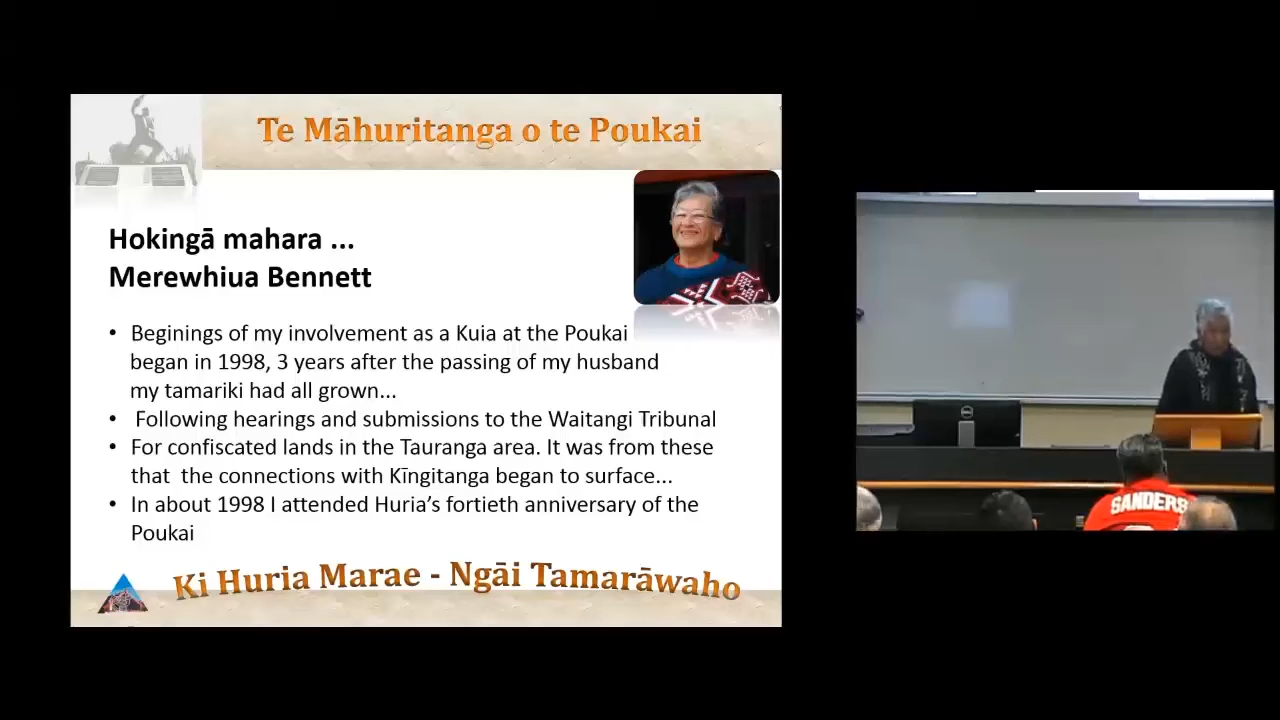 Te Māhuritanga o te Poukai
Hokingā mahara ...
Merewhiua Bennett
• Beginings of my involvement as a Kuia at the Poukai
began in 1998, 3 years after the passing of my husband
my tamariki had all grown...
• Following hearings and submissions to the Waitangi Tribunal
• For confiscated lands in the Tauranga area. It was from these
that the connections with Kīngitanga began to surface...
• In about 1998 I attended Huria’s fortieth anniversary of the
Poukai
Ki Huria Marae - Ngāi Tamarāwaho
DELL
SANDERS